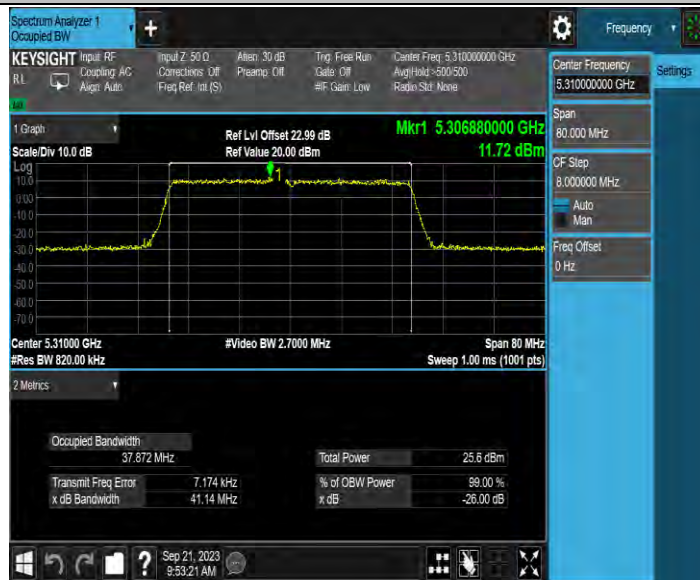 Spectrum Analyzer 1
Occupied BW
+
Frequency
KEYSIGHT
RL
Input: RF
Coupling: AC
Align: Auto
Input Z: 50 Ω
Corrections: Off
Freq Ref: Int (S)
Atten: 30 dB
Preamp: Off
Trig: Free Run
Gate: Off
#IF Gain: Low
Center Freq: 5.310000000 GHz
Avg|Hold: >500/500
Radio Std: None
Center Frequency
5.310000000 GHz
Settings
Span
80.000 MHz
CF Step
8.000000 MHz
Auto
Man
Freq Offset
0 Hz
1 Graph
Scale/Div 10.0 dB
Ref Lvl Offset 22.99 dB
Ref Value 20.00 dBm
Mkr1 5.306880000 GHz
11.72 dBm
Log
10.0
0.00
-10.0
-20.0
-30.0
-40.0
-50.0
-60.0
-70.0
1
Center 5.31000 GHz
#Res BW 820.00 kHz
#Video BW 2.7000 MHz
Span 80 MHz
Sweep 1.00 ms (1001 pts)
2 Metrics
Occupied Bandwidth
37.872 MHz
Total Power 25.6 dBm
Transmit Freq Error 7.174 kHz
% of OBW Power 99.00 %
x dB Bandwidth 41.14 MHz
x dB -26.00 dB
?
Sep 21, 2023
9:53:21 AM